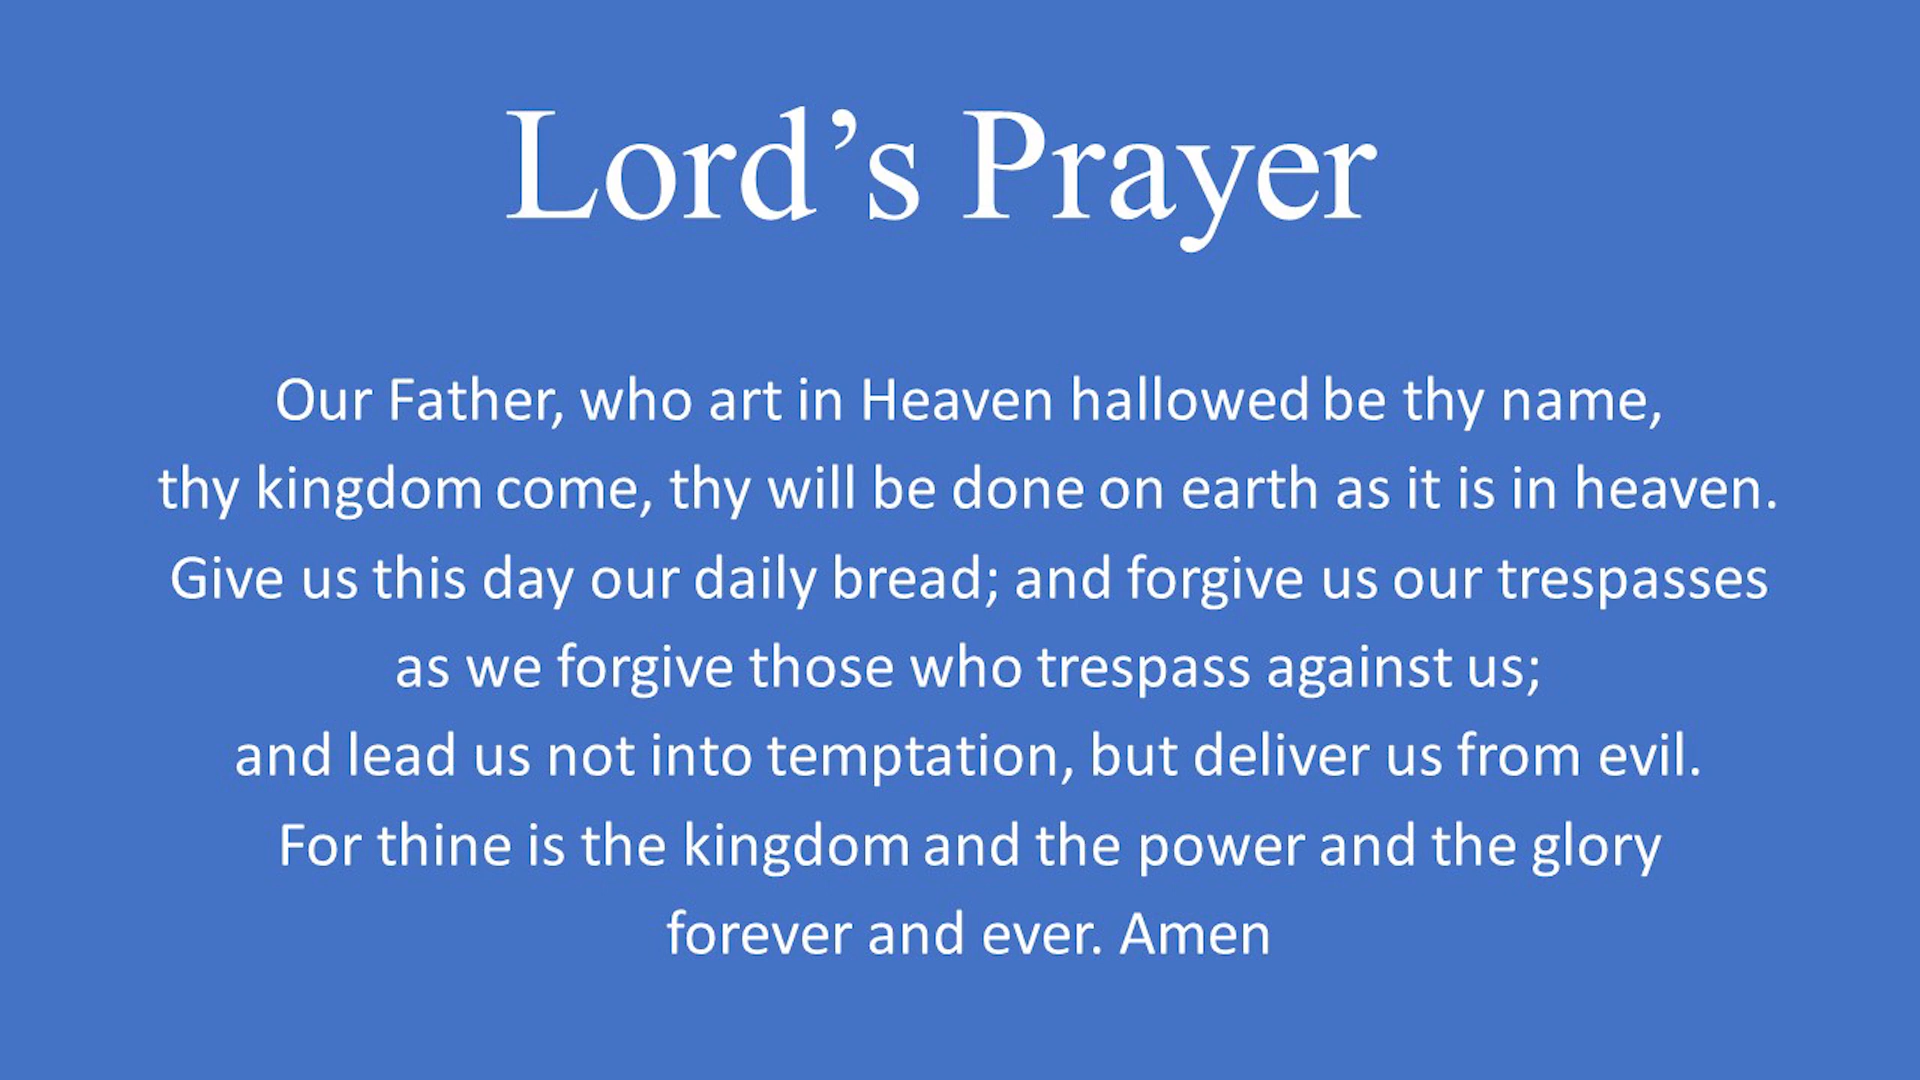 Lord’s Prayer
Our Father, who art in Heaven hallowed be thy name,
thy kingdom come, thy will be done on earth as it is in heaven.
Give us this day our daily bread; and forgive us our trespasses
as we forgive those who trespass against us;
and lead us not into temptation, but deliver us from evil.
For thine is the kingdom and the power and the glory
forever and ever. Amen